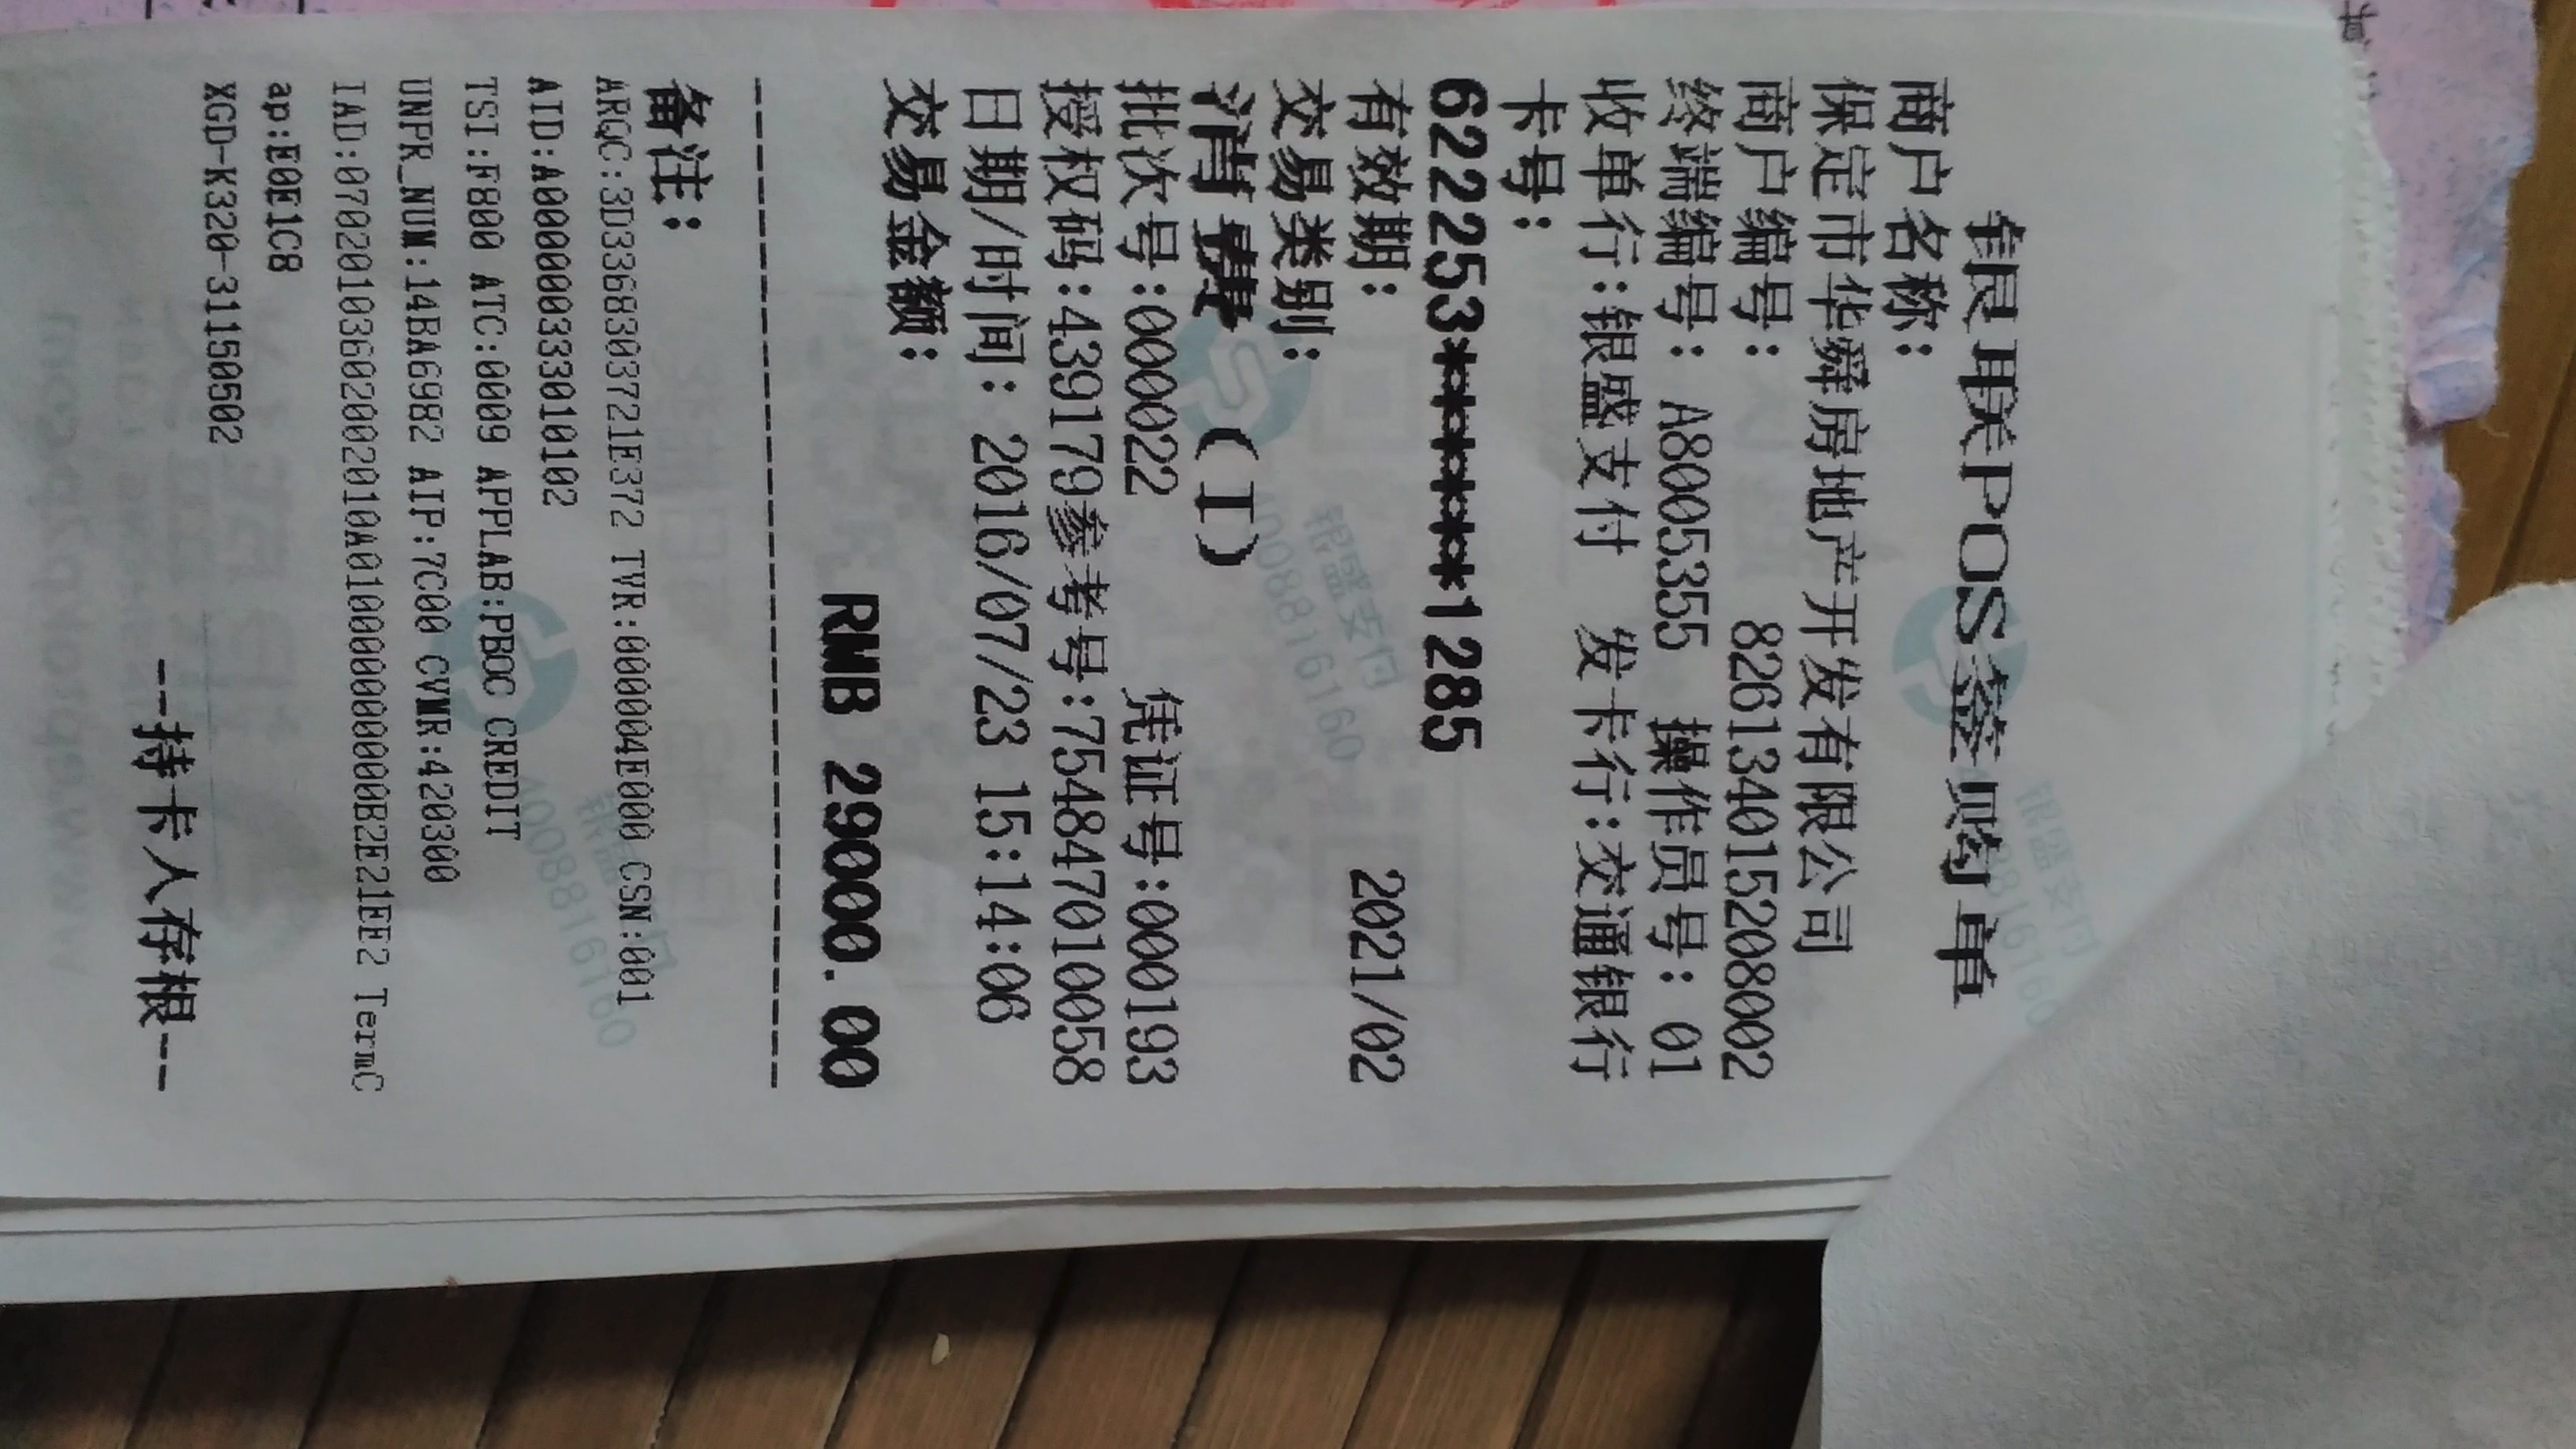 银联POS签购单
商户名称：
保定市华舜房地产开发有限公司
商户编号： 826134015208002
终端编号： A8005355 操作员号： 01
收单行：银盛支付 发卡行：交通银行
卡号：
622253*********1285
有效期： 2021/02
交易类别：
消费（I）
批次号：000022 凭证号：000193
授权码：439179参考号：754847010058
日期/时间： 2016/07/23 15:14:06
交易金额：
RMB 29000.00
备注：
ARQC:3D3368303721E372 TVR:000004E000 CSN:001
AID:A000000333010102
TSI:F800 ATC:0009 APPLAB:PBOC CREDIT
UNPR_NUM:14BA6982 AIP:7C00 CVMR:420300
IAD:07020103602002010A010000000000B2E21EE2 TermC
ap:E0E1C8
XGD-K320-31150502
--持卡人存根--
银盛支付
4008816160